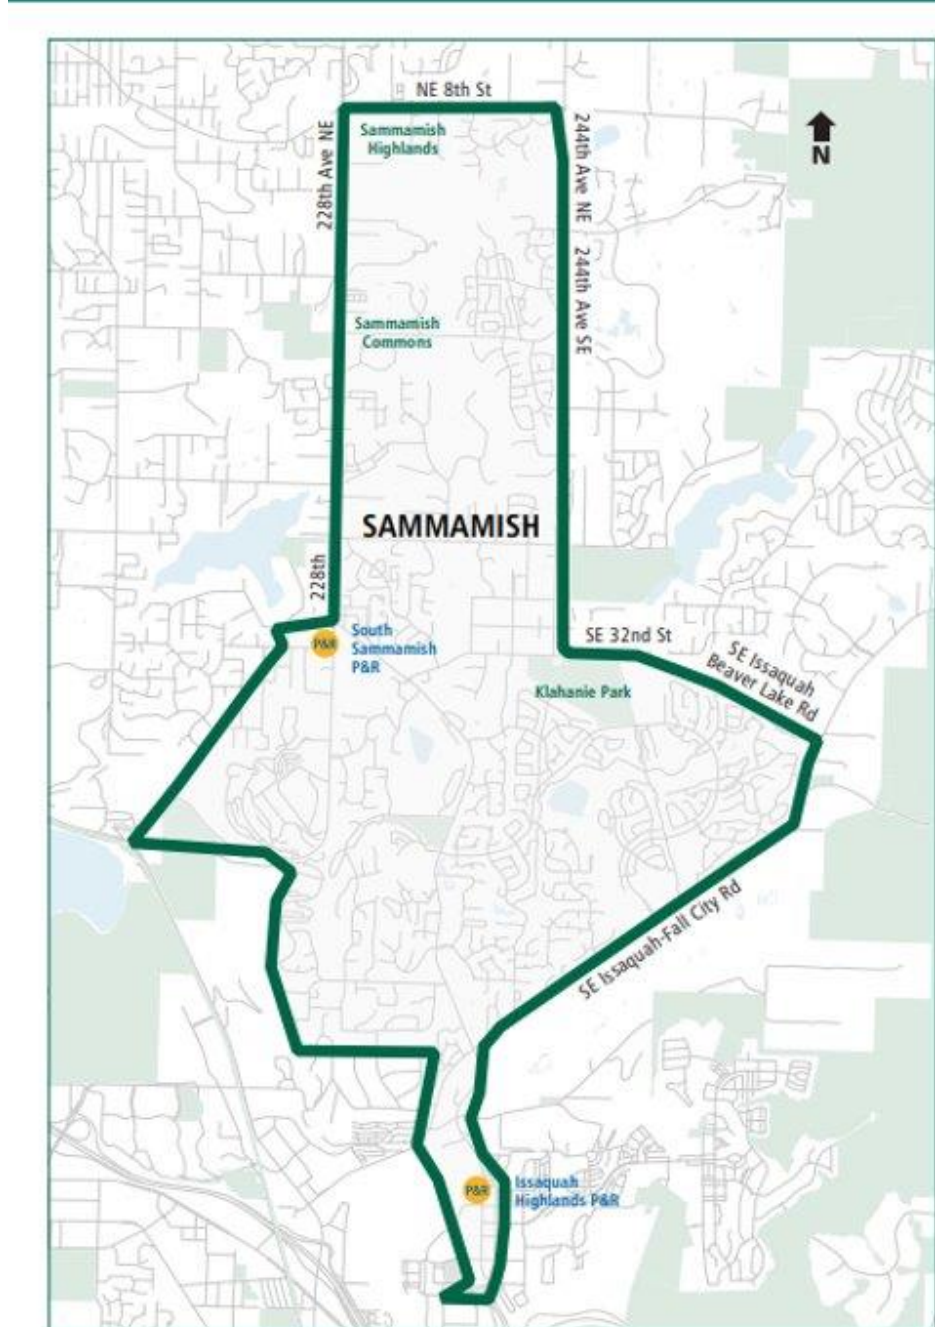 NE 8th St
228th Ave NE
Sammamish
Highlands
244th Ave NE
N
244th Ave SE
Sammamish
Commons
SAMMAMISH
228th
P&R
South
Sammamish
P&R
SE 32nd St
SE Issaquah
Beaver Lake Rd
Klahanie Park
SE Issaquah-Fall City Rd
P&R
Issaquah
Highlands P&R